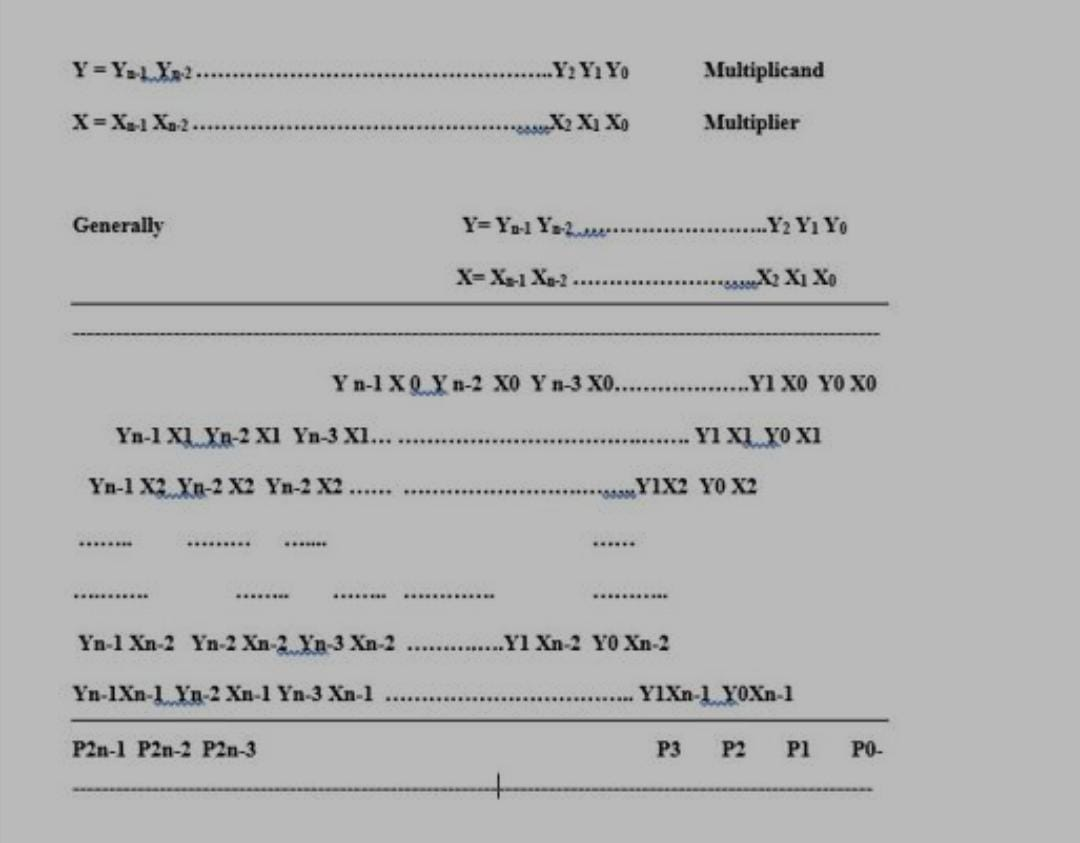 Y = Yn-1 Yn-2……………………………………………..Y2 Y1 Y0 Multiplicand
X = Xn-1 Xn-2……………………………………………X2 X1 X0 Multiplier
Generally Y= Yn-1 Yn-2 ……………………….Y2 Y1 Y0
X= Xn-1 Xn-2 ……………………….X2 X1 X0
Y n-1 X 0 Y n-2 X0 Y n-3 X0………………..Y1 X0 Y0 X0
Yn-1 X1 Yn-2 X1 Yn-3 X1… ………………………………….. Y1 X1 Y0 X1
Yn-1 X2 Yn-2 X2 Yn-2 X2 …… ………………………………Y1X2 Y0 X2
…….. ……… ……. ……
………… …….. …….. ………….. ………..
Yn-1 Xn-2 Yn-2 Xn-2 Yn-3 Xn-2 …………..Y1 Xn-2 Y0 Xn-2
Yn-1Xn-1 Yn-2 Xn-1 Yn-3 Xn-1 …………………………….. Y1Xn-1 Y0Xn-1
P2n-1 P2n-2 P2n-3 P3 P2 P1 P0-